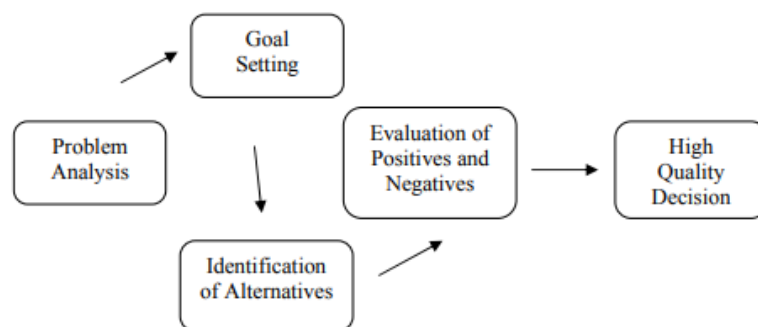 Problem
Analysis
Goal
Setting
Identification
of Alternatives
Evaluation of
Positives and
Negatives
High
Quality
Decision